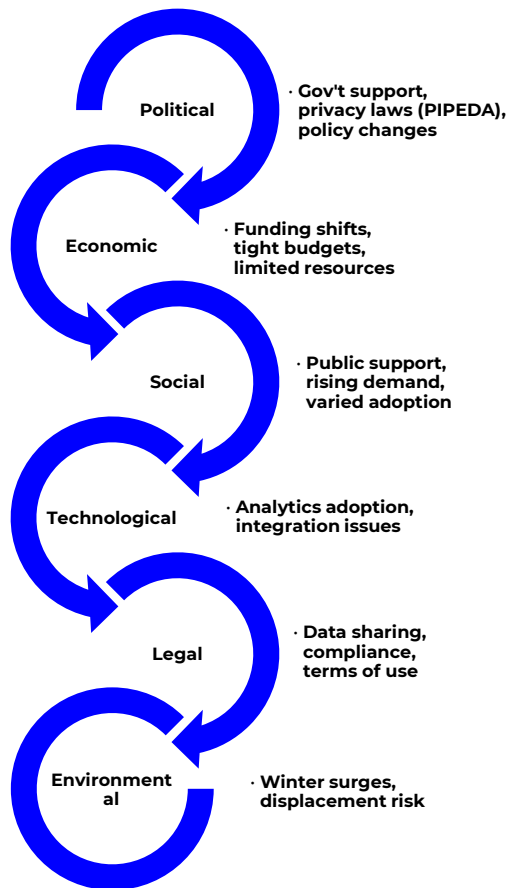 Political
· Gov't support,
privacy laws (PIPEDA),
policy changes
Economic
· Funding shifts,
tight budgets,
limited resources
Social
· Public support,
rising demand,
varied adoption
Technological
· Analytics adoption,
integration issues
Legal
· Data sharing,
compliance,
terms of use
Environment
al
· Winter surges,
displacement risk